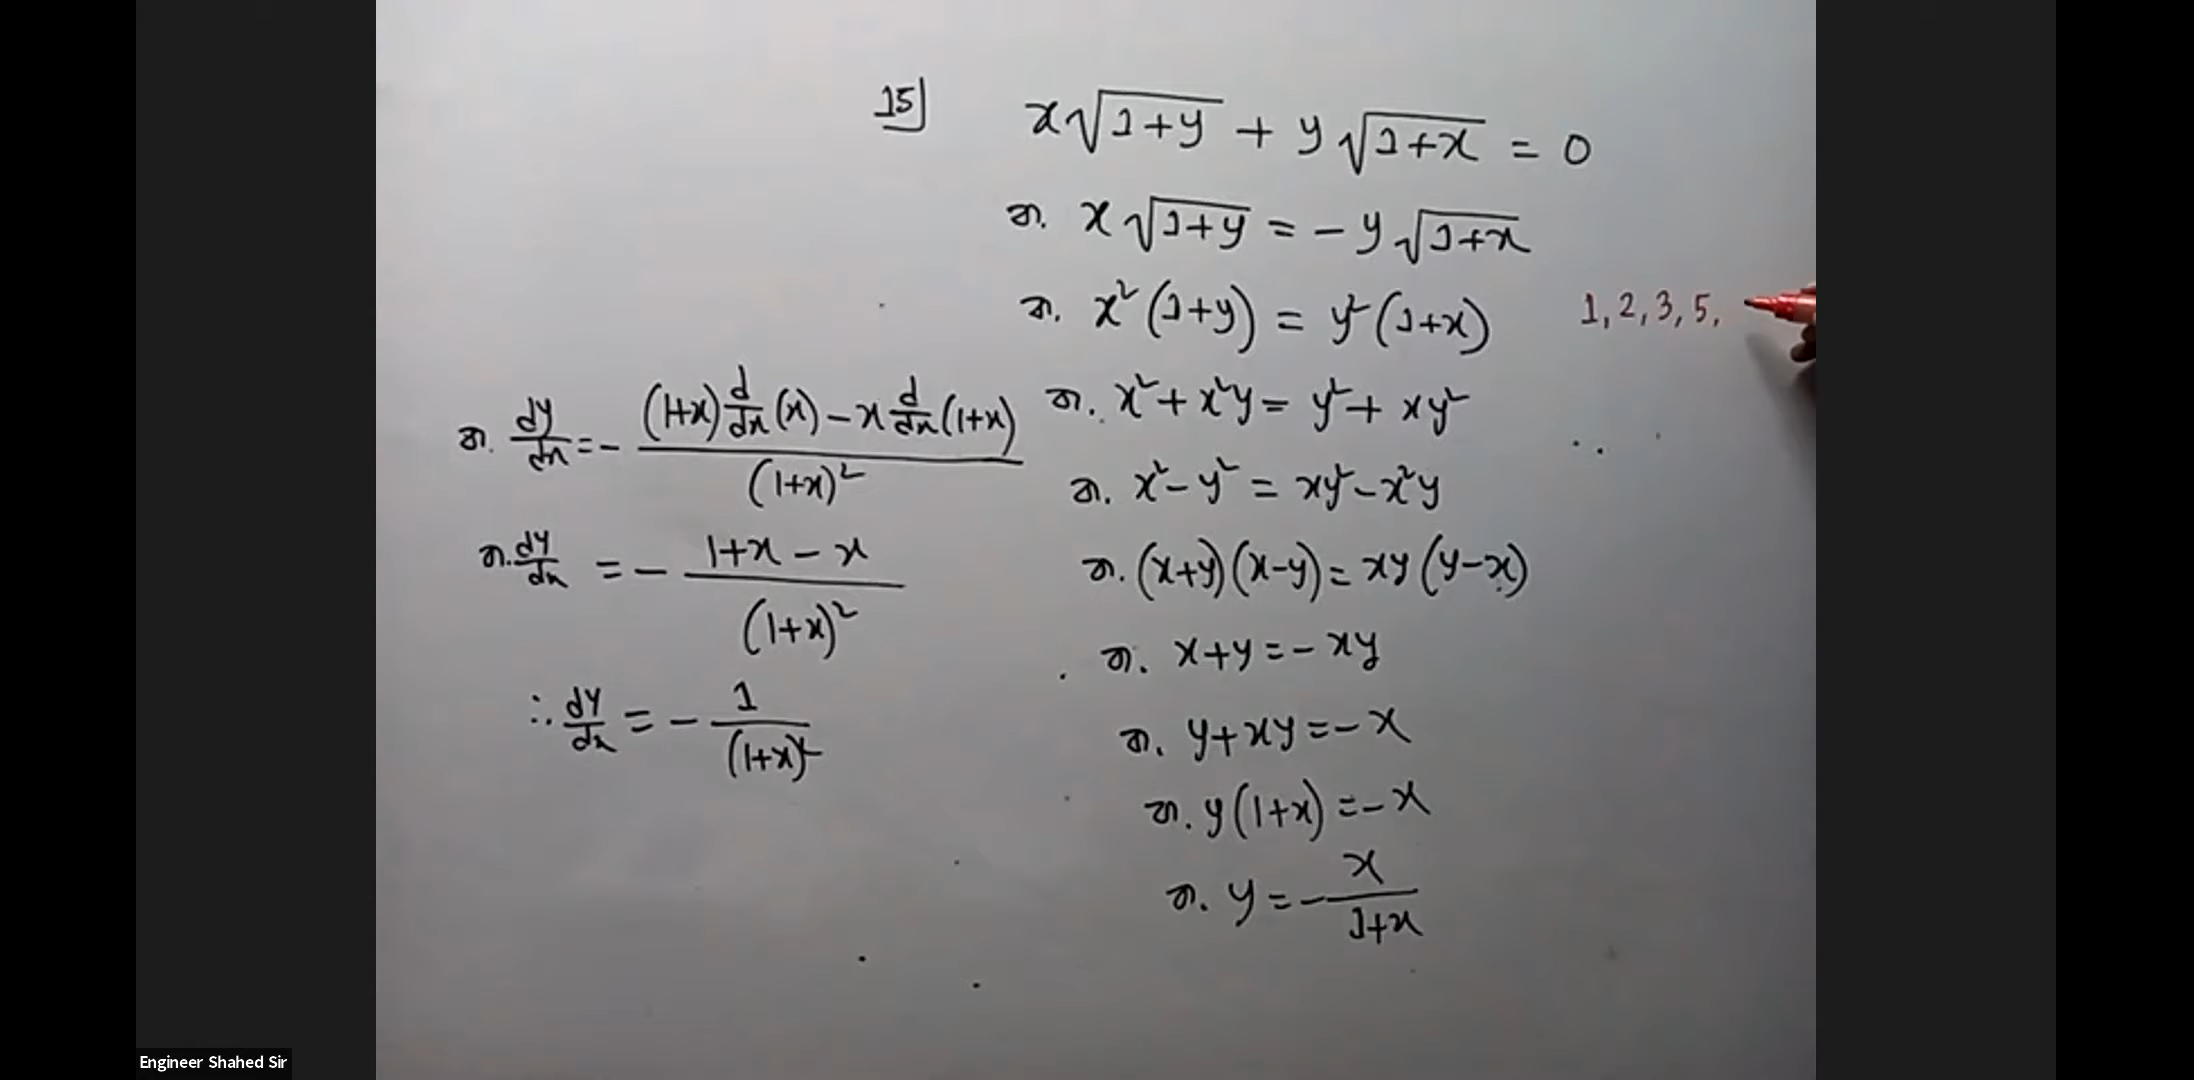 15]
x√(1+y) + y√(1+x) = 0
বা. x√(1+y) = -y√(1+x)
বা. x²(1+y) = y²(1+x)
1, 2, 3, 5,
বা. x²+x²y = y²+xy²
বা. x²-y² = xy²-x²y
বা. (x+y)(x-y) = xy(y-x)
বা. x+y = -xy
বা. y+xy = -x
বা. y(1+x) = -x
বা. y = -x/(1+x)
বা. dy/dx = - ((1+x) d/dx (x) - x d/dx (1+x))/(1+x)²
বা. dy/dx = - (1+x-x)/(1+x)²
∴ dy/dx = - 1/(1+x)²
Engineer Shahed Sir